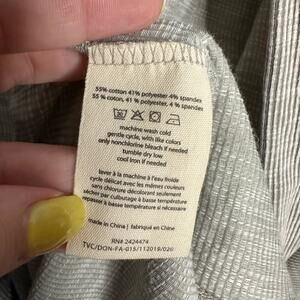 55% cotton 41% polyester 4% spandex
55 % coton, 41 % polyester, 4 % spandex
machine wash cold
gentle cycle, with like colors
only nonchlorine bleach if needed
tumble dry low
cool iron if needed
laver à la machine à l'eau froide
cycle délicat avec les mêmes couleurs
sans chlorure décolorant seulement si nécessaire
sécher par culbutage à basse température
repasser à basse température si nécessaire
made in China | fabriqué en Chine
RN# 2424474
TVC/DON-FA-015/112019/026